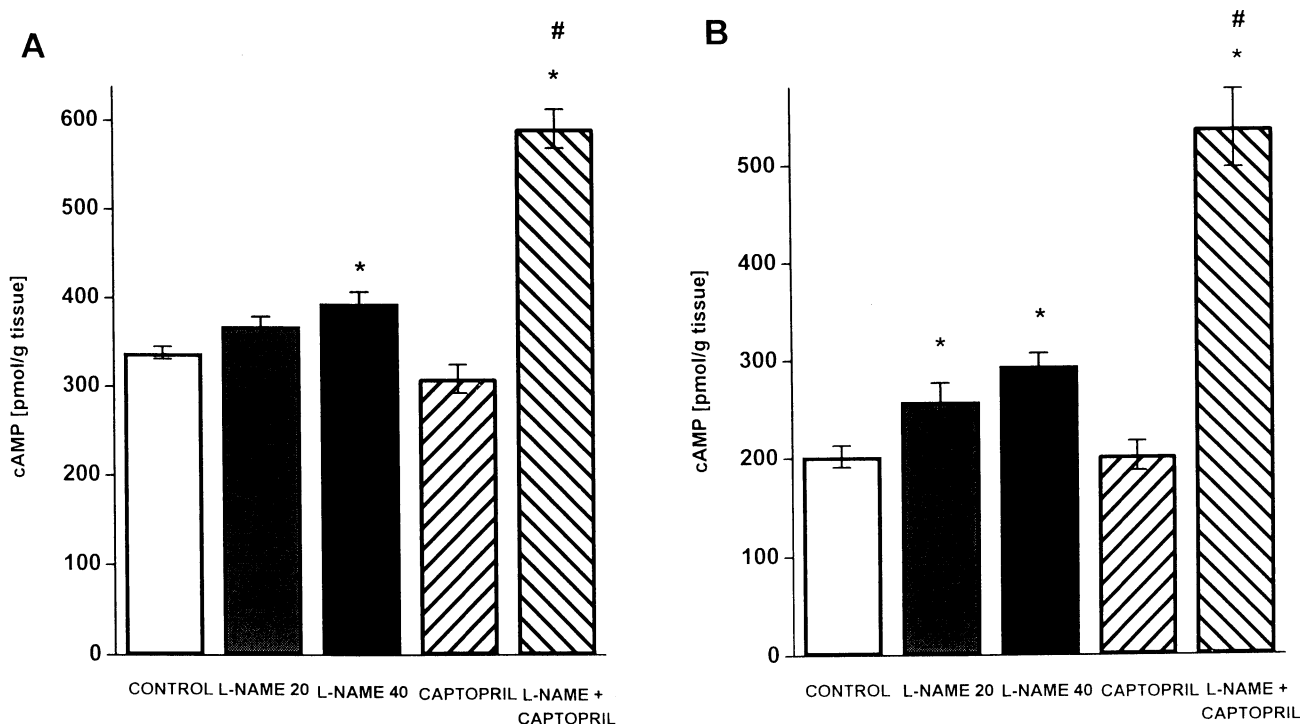 A
cAMP [pmol/g tissue]
600
500
400
300
200
100
0
*
*
#
CONTROL L-NAME 20 L-NAME 40 CAPTOPRIL L-NAME +
CAPTOPRIL
B
cAMP [pmol/g tissue]
500
400
300
200
100
0
*
*
*
#
CONTROL L-NAME 20 L-NAME 40 CAPTOPRIL L-NAME +
CAPTOPRIL